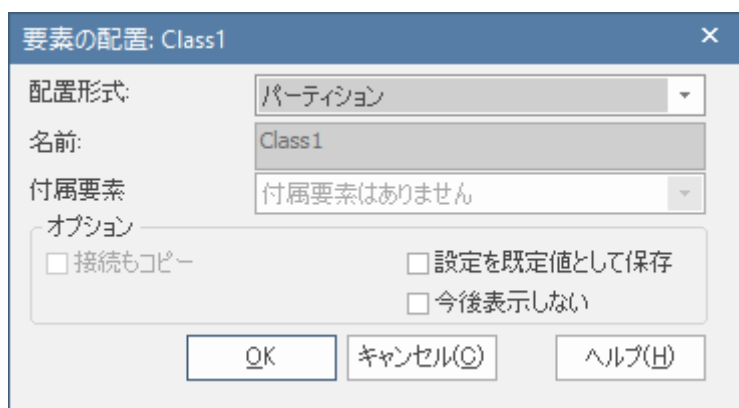 要素の配置: Class1
配置形式: パーティション
名前: Class1
付属要素 付属要素はありません
オプション
接続もコピー 設定を既定値として保存
今後表示しない
OK キャンセル(C) ヘルプ(H)